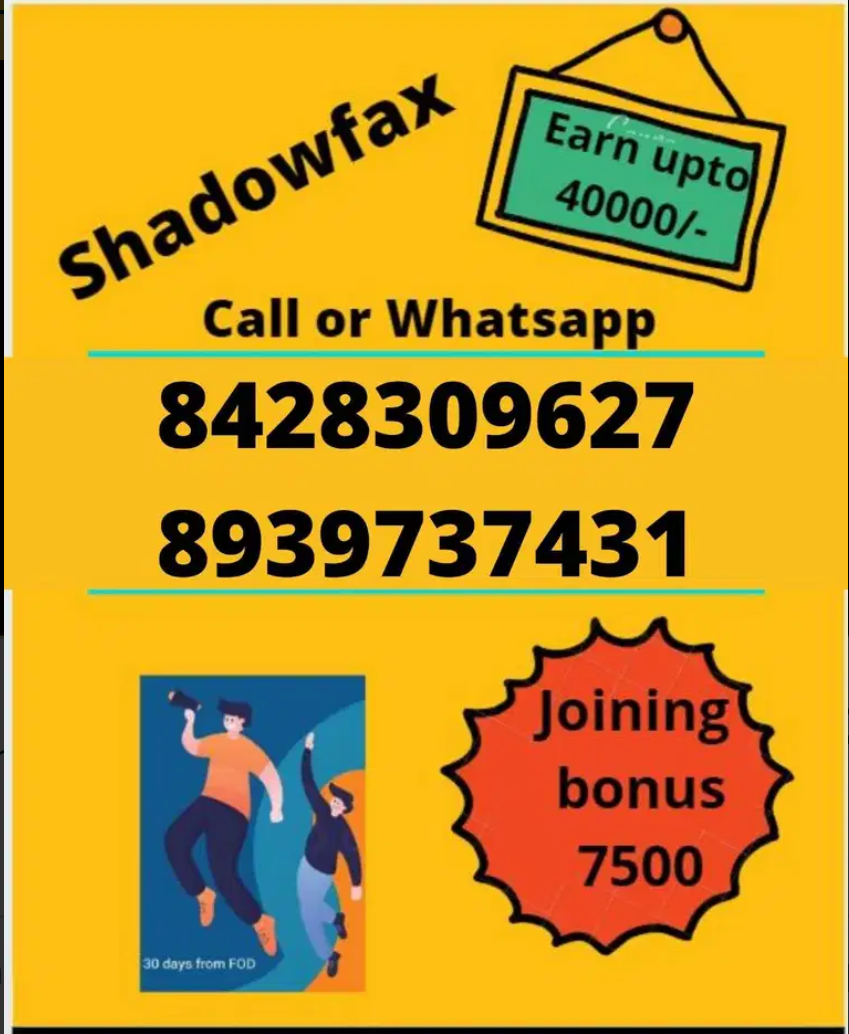 Shadowfax
Earn upto
40000/-
Call or Whatsapp
8428309627
8939737431
Joining
bonus
7500
30 days from FOD